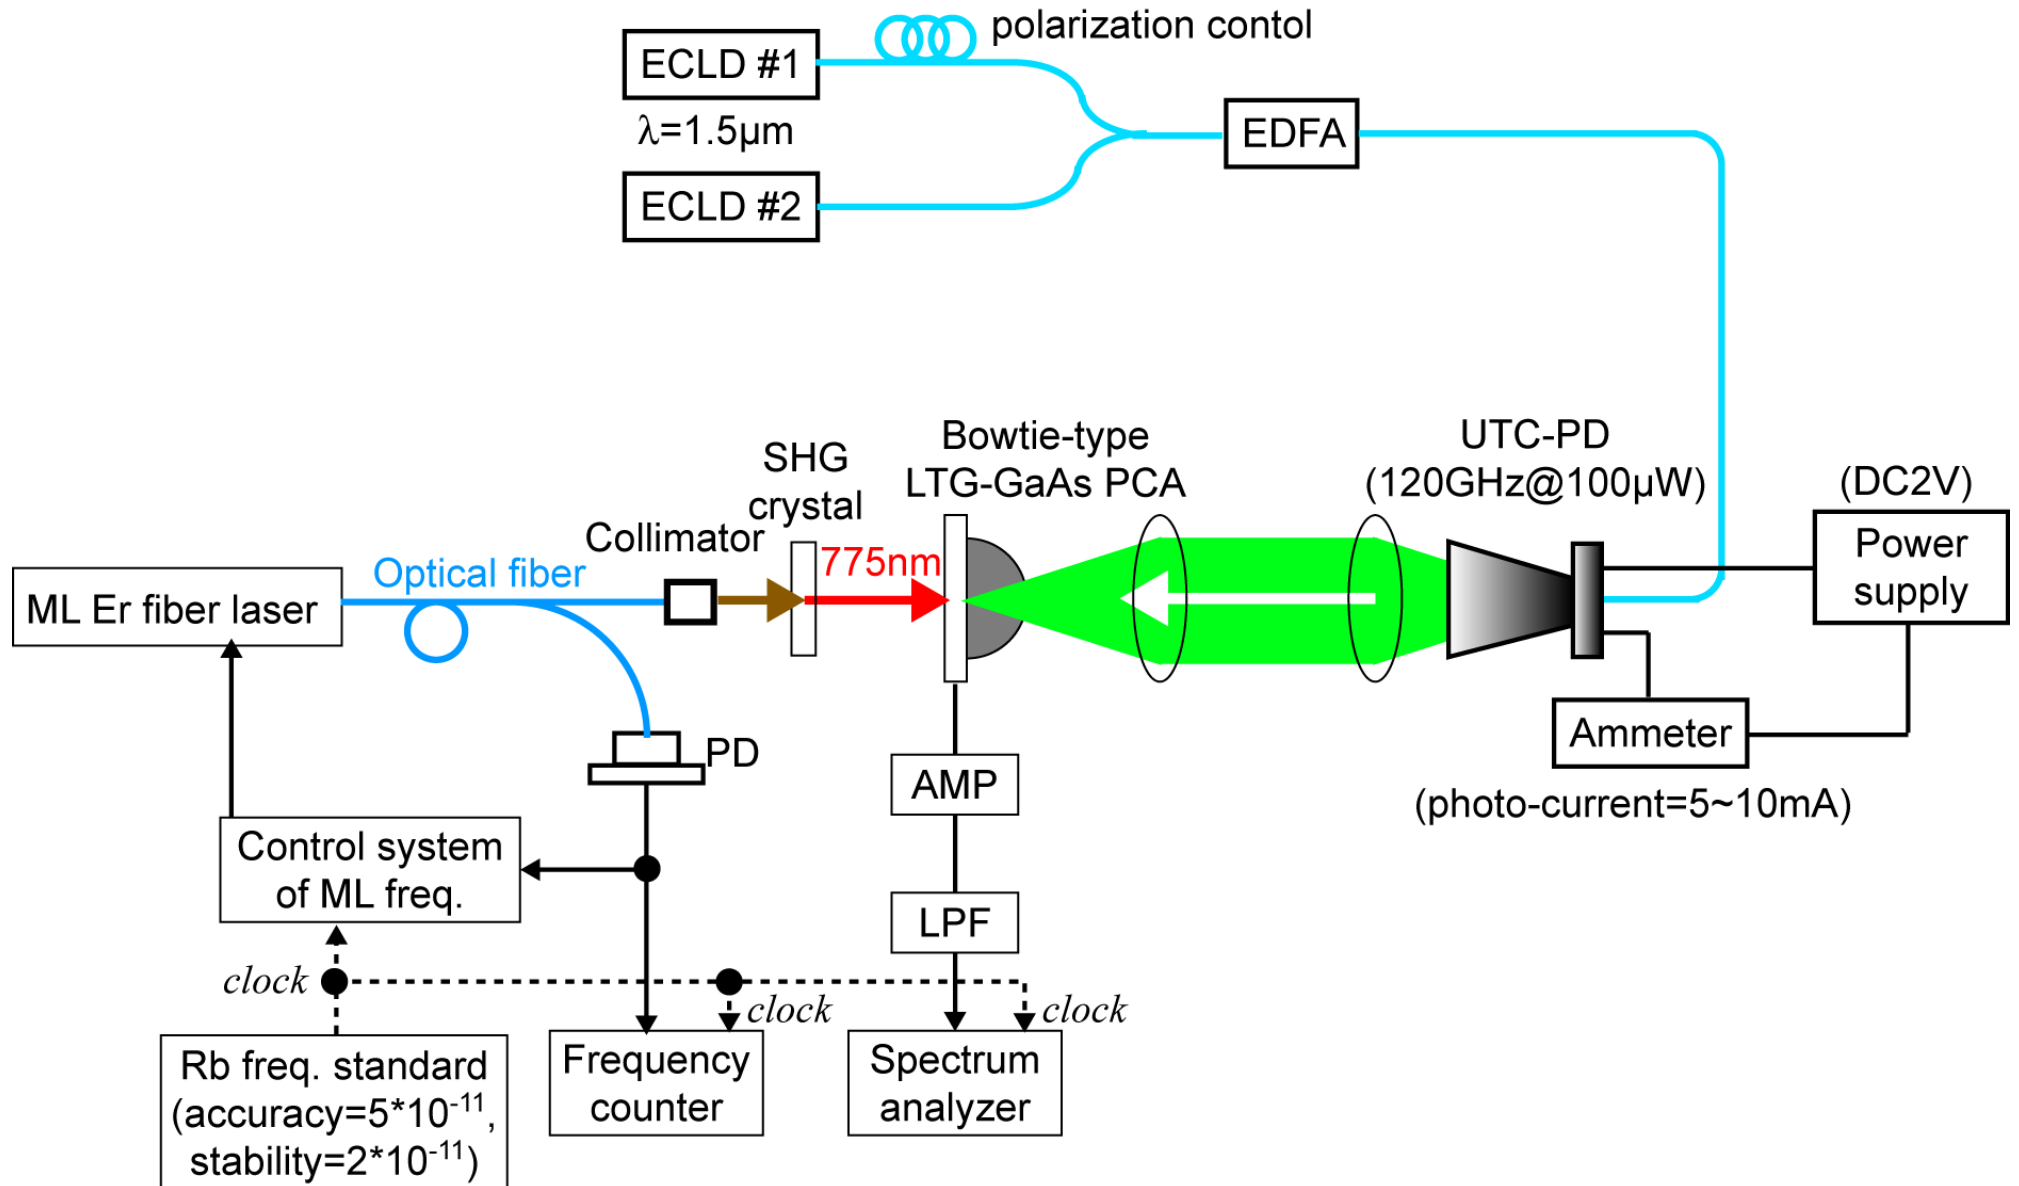 polarization contol
ECLD #1
λ=1.5µm
EDFA
ECLD #2
Bowtie-type
LTG-GaAs PCA
UTC-PD
(120GHz@100µW)
SHG
crystal
(DC2V)
Power
supply
Collimator
775nm
Optical fiber
ML Er fiber laser
PD
Ammeter
(photo-current=5~10mA)
AMP
Control system
of ML freq.
LPF
clock
clock
clock
Rb freq. standard
(accuracy=5*10⁻¹¹,
stability=2*10⁻¹¹)
Frequency
counter
Spectrum
analyzer